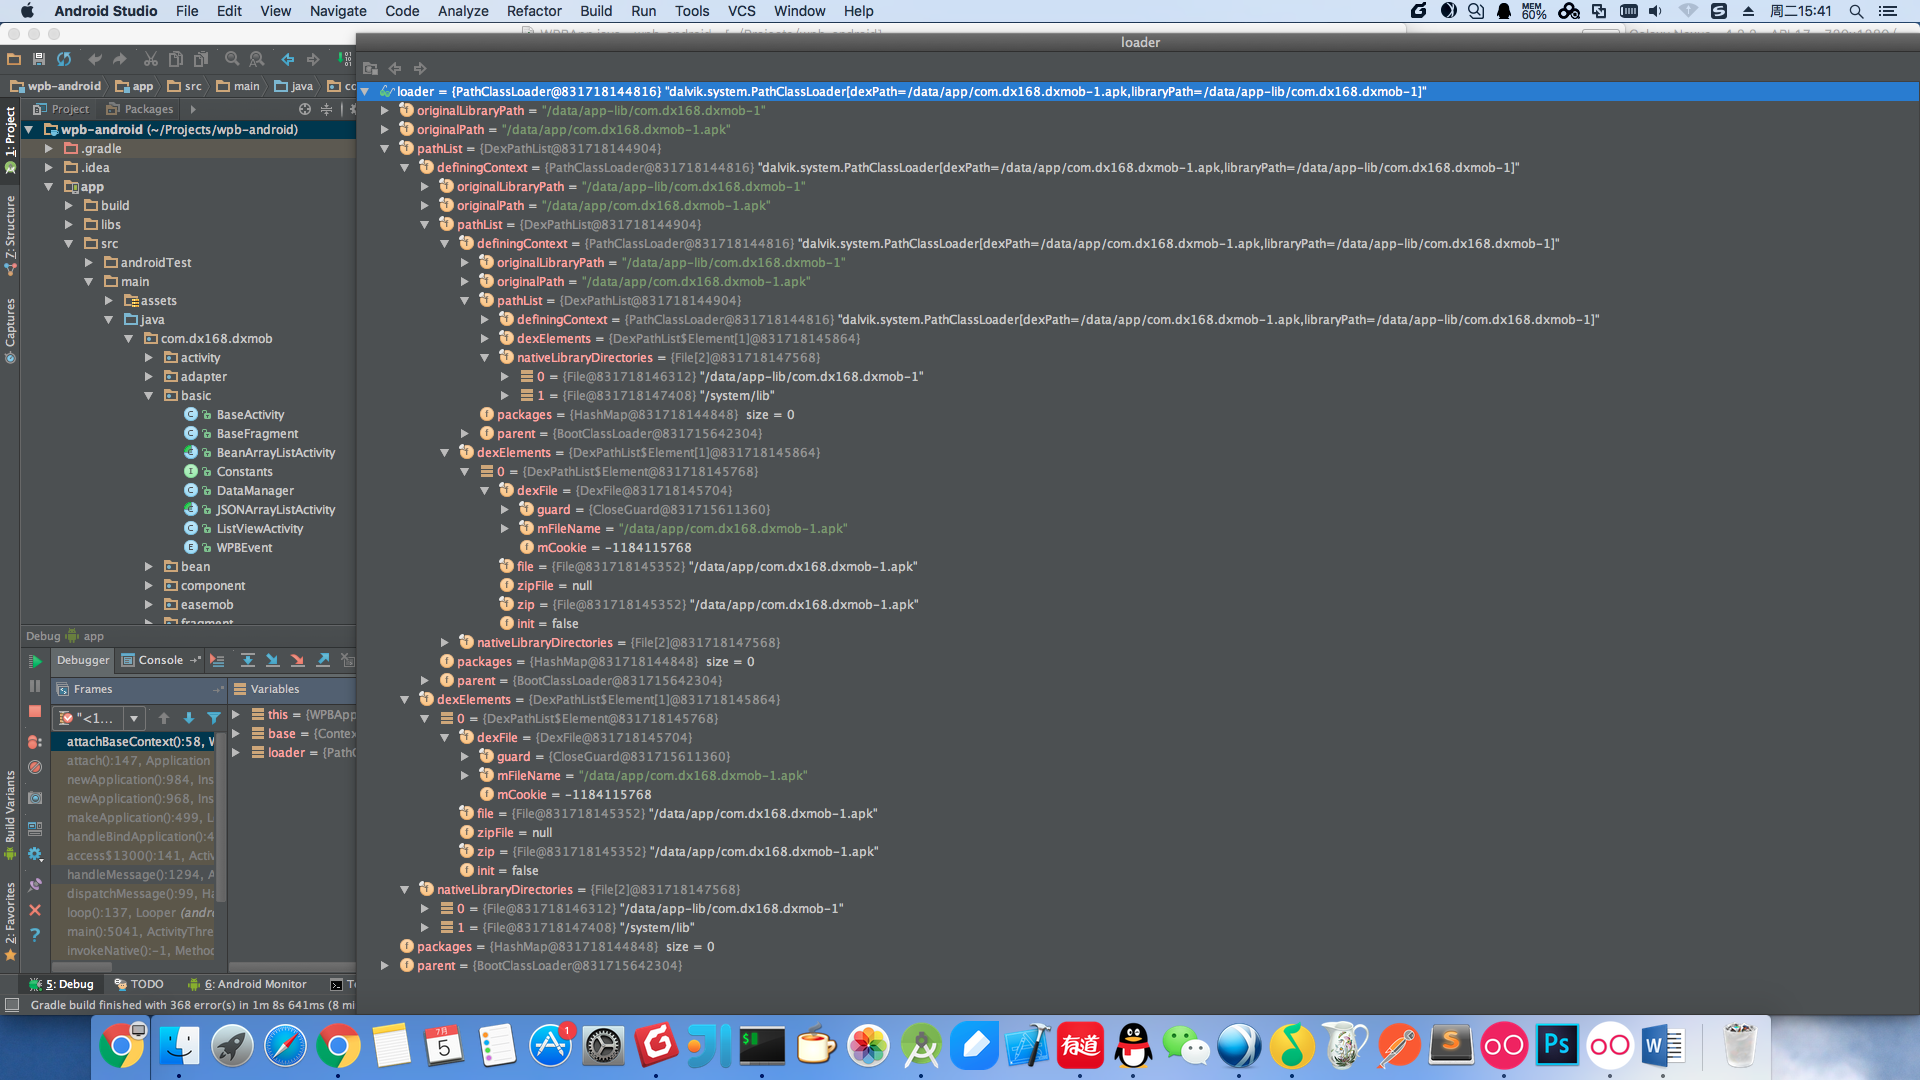 Android Studio File Edit View Navigate Code Analyze Refactor Build Run Tools VCS Window Help
MEM 60% 周二15:41
loader
wpb-android app src main java
Project Packages
1: Project
Z: Structure
Captures
Build Variants
2: Favorites
wpb-android (~/Projects/wpb-android)
.gradle
.idea
app
build
libs
src
androidTest
main
assets
java
com.dx168.dxmob
activity
adapter
basic
BaseActivity
BaseFragment
BeanArrayListActivity
Constants
DataManager
JSONArrayListActivity
ListViewActivity
WPBEvent
bean
component
easemob
fragment
loader = {PathClassLoader@831718144816} "dalvik.system.PathClassLoader[dexPath=/data/app/com.dx168.dxmob-1.apk,libraryPath=/data/app-lib/com.dx168.dxmob-1]"
originalLibraryPath = "/data/app-lib/com.dx168.dxmob-1"
originalPath = "/data/app/com.dx168.dxmob-1.apk"
pathList = {DexPathList@831718144904}
definingContext = {PathClassLoader@831718144816} "dalvik.system.PathClassLoader[dexPath=/data/app/com.dx168.dxmob-1.apk,libraryPath=/data/app-lib/com.dx168.dxmob-1]"
originalLibraryPath = "/data/app-lib/com.dx168.dxmob-1"
originalPath = "/data/app/com.dx168.dxmob-1.apk"
pathList = {DexPathList@831718144904}
definingContext = {PathClassLoader@831718144816} "dalvik.system.PathClassLoader[dexPath=/data/app/com.dx168.dxmob-1.apk,libraryPath=/data/app-lib/com.dx168.dxmob-1]"
originalLibraryPath = "/data/app-lib/com.dx168.dxmob-1"
originalPath = "/data/app/com.dx168.dxmob-1.apk"
pathList = {DexPathList@831718144904}
definingContext = {PathClassLoader@831718144816} "dalvik.system.PathClassLoader[dexPath=/data/app/com.dx168.dxmob-1.apk,libraryPath=/data/app-lib/com.dx168.dxmob-1]"
dexElements = {DexPathList$Element[1]@831718145864}
nativeLibraryDirectories = {File[2]@831718147568}
0 = {File@831718146312} "/data/app-lib/com.dx168.dxmob-1"
1 = {File@831718147408} "/system/lib"
packages = {HashMap@831718144848} size = 0
parent = {BootClassLoader@831715642304}
dexElements = {DexPathList$Element[1]@831718145864}
0 = {DexPathList$Element@831718145768}
dexFile = {DexFile@831718145704}
guard = {CloseGuard@831715611360}
mFileName = "/data/app/com.dx168.dxmob-1.apk"
mCookie = -1184115768
file = {File@831718145352} "/data/app/com.dx168.dxmob-1.apk"
zipFile = null
zip = {File@831718145352} "/data/app/com.dx168.dxmob-1.apk"
init = false
nativeLibraryDirectories = {File[2]@831718147568}
packages = {HashMap@831718144848} size = 0
parent = {BootClassLoader@831715642304}
dexElements = {DexPathList$Element[1]@831718145864}
0 = {DexPathList$Element@831718145768}
dexFile = {DexFile@831718145704}
guard = {CloseGuard@831715611360}
mFileName = "/data/app/com.dx168.dxmob-1.apk"
mCookie = -1184115768
file = {File@831718145352} "/data/app/com.dx168.dxmob-1.apk"
zipFile = null
zip = {File@831718145352} "/data/app/com.dx168.dxmob-1.apk"
init = false
nativeLibraryDirectories = {File[2]@831718147568}
0 = {File@831718146312} "/data/app-lib/com.dx168.dxmob-1"
1 = {File@831718147408} "/system/lib"
packages = {HashMap@831718144848} size = 0
parent = {BootClassLoader@831715642304}
Debug app
Debugger Console
Frames
Variables
"<1...
attachBaseContext():58, W
attach():147, Application
newApplication():984, Ins
newApplication():968, Ins
makeApplication():499, L
handleBindApplication():4
access$1300():141, Activ
handleMessage():1294, A
dispatchMessage():99, Ha
loop():137, Looper (andr
main():5041, ActivityThre
invokeNative():-1, Metho
this = {WPBApp
base = {Contex
loader = {PathC
5: Debug TODO 6: Android Monitor
Gradle build finished with 368 error(s) in 1m 8s 641ms (8 mi
7月 5
1
有道
S
Ps
W